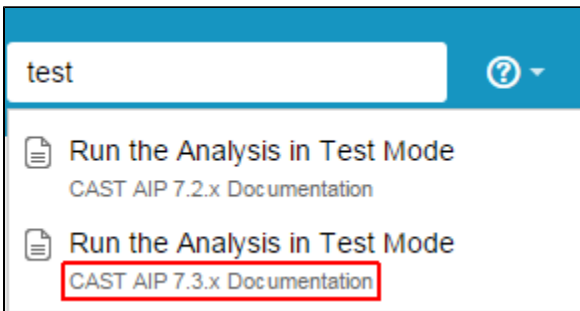 test
Run the Analysis in Test Mode
CAST AIP 7.2.x Documentation
Run the Analysis in Test Mode
CAST AIP 7.3.x Documentation